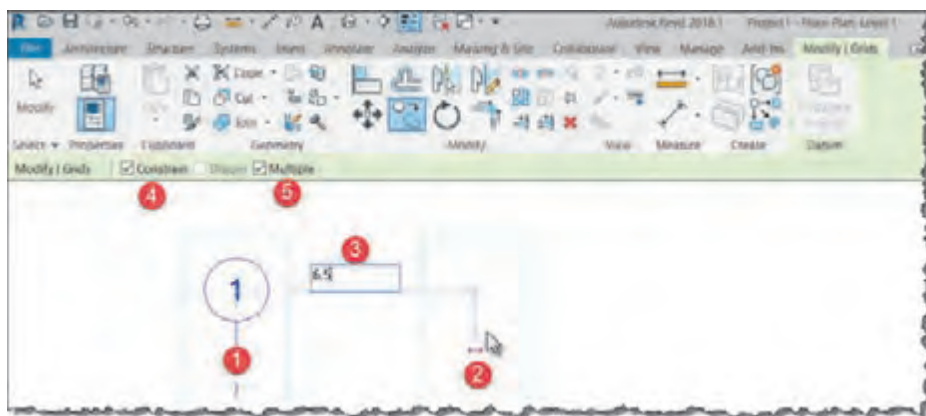 A
Autodesk Revit 2018.1 Project1 - Floor Plan: Level 1
File Architecture Structure Systems Insert Annotate Analyze Massing & Site Collaborate View Manage Add-Ins Modify | Grids
Modify Cope
Cut
Join
Select Properties Clipboard Geometry Modify View Measure Create Datum
Modify | Grids Constrain Disjoin Multiple
4 5
3
6.5
1
1
2